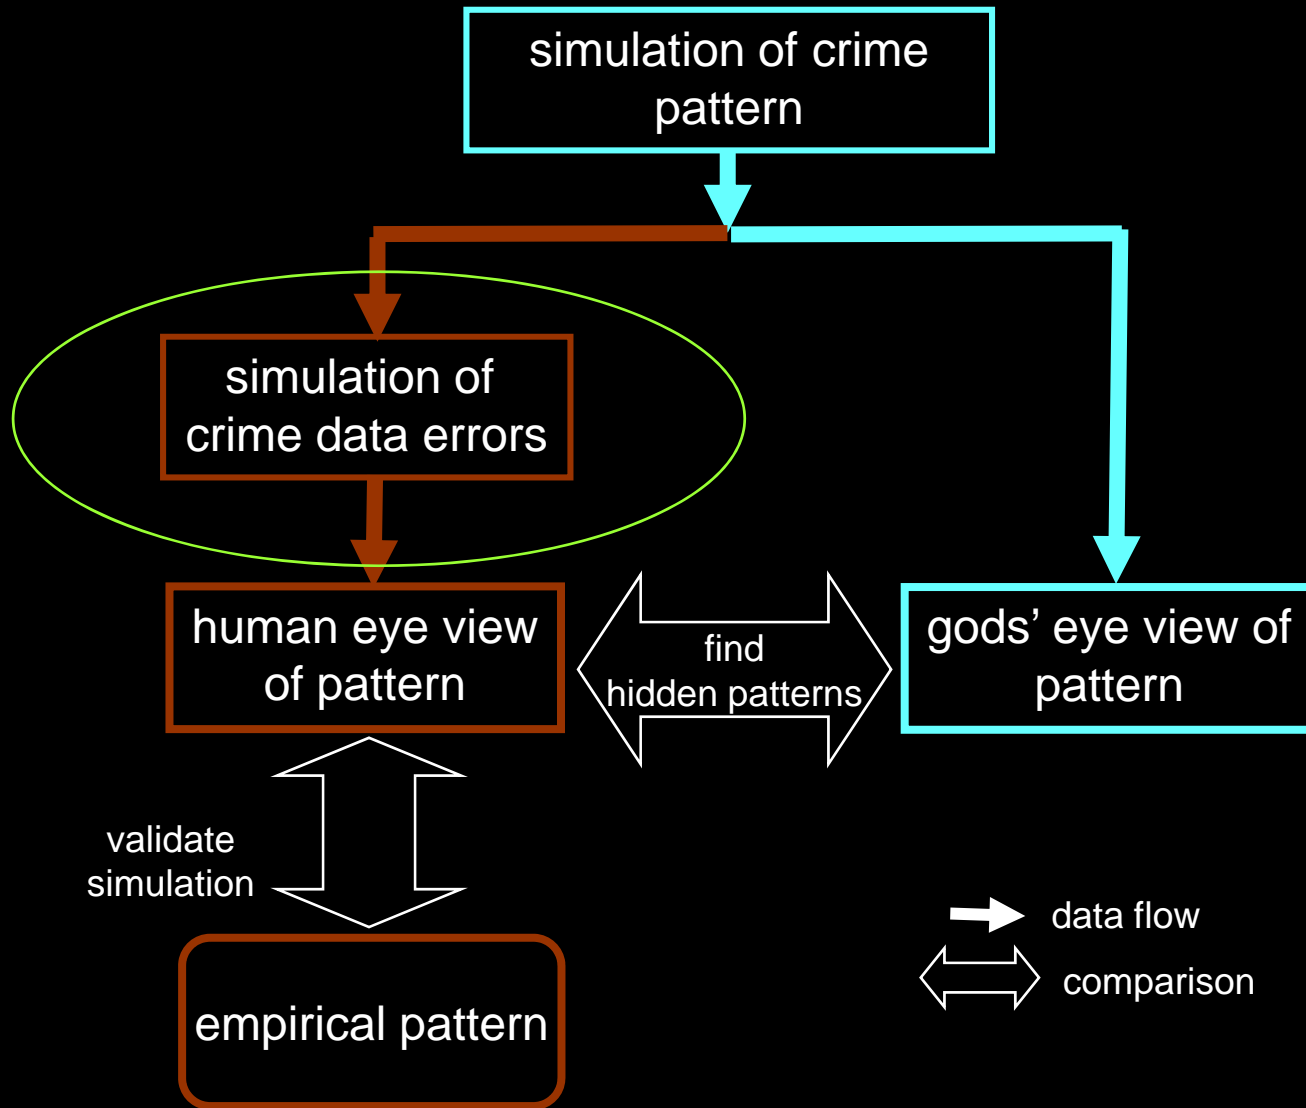 simulation of crime
pattern
simulation of
crime data errors
human eye view
of pattern
find
hidden patterns
gods’ eye view of
pattern
validate
simulation
empirical pattern
data flow
comparison